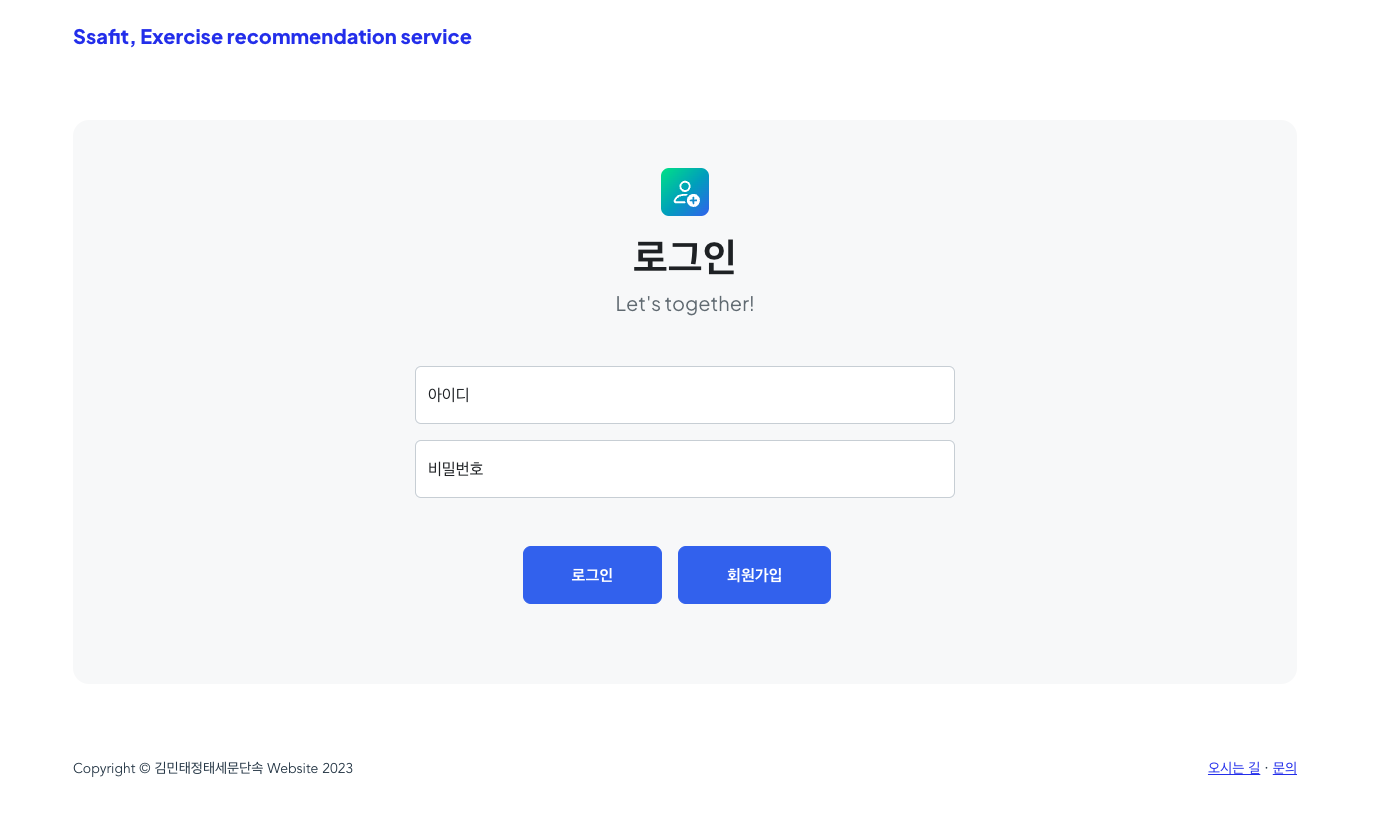 Ssafit, Exercise recommendation service
로그인
Let's together!
아이디
비밀번호
로그인 회원가입
Copyright © 김민태정태세문단속 Website 2023
오시는 길 · 문의